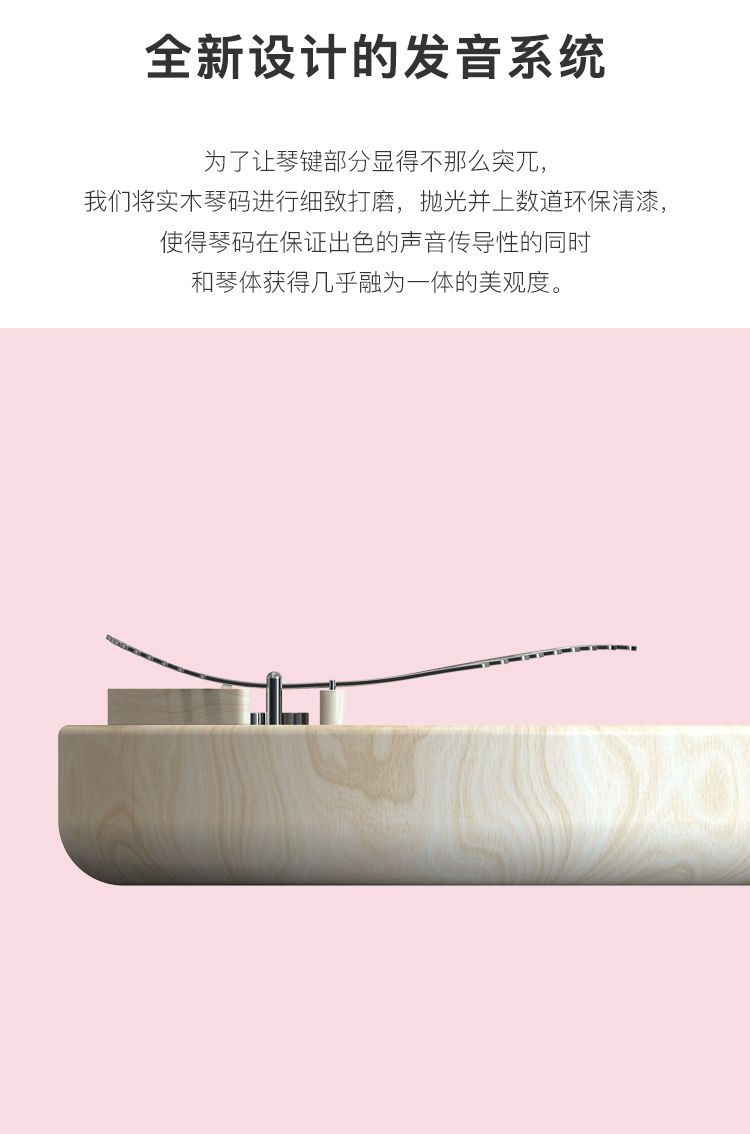 全新设计的发音系统
为了让琴键部分显得不那么突兀，
我们将实木琴码进行细致打磨，抛光并上数道环保清漆，
使得琴码在保证出色的声音传导性的同时
和琴体获得几乎融为一体的美观度。